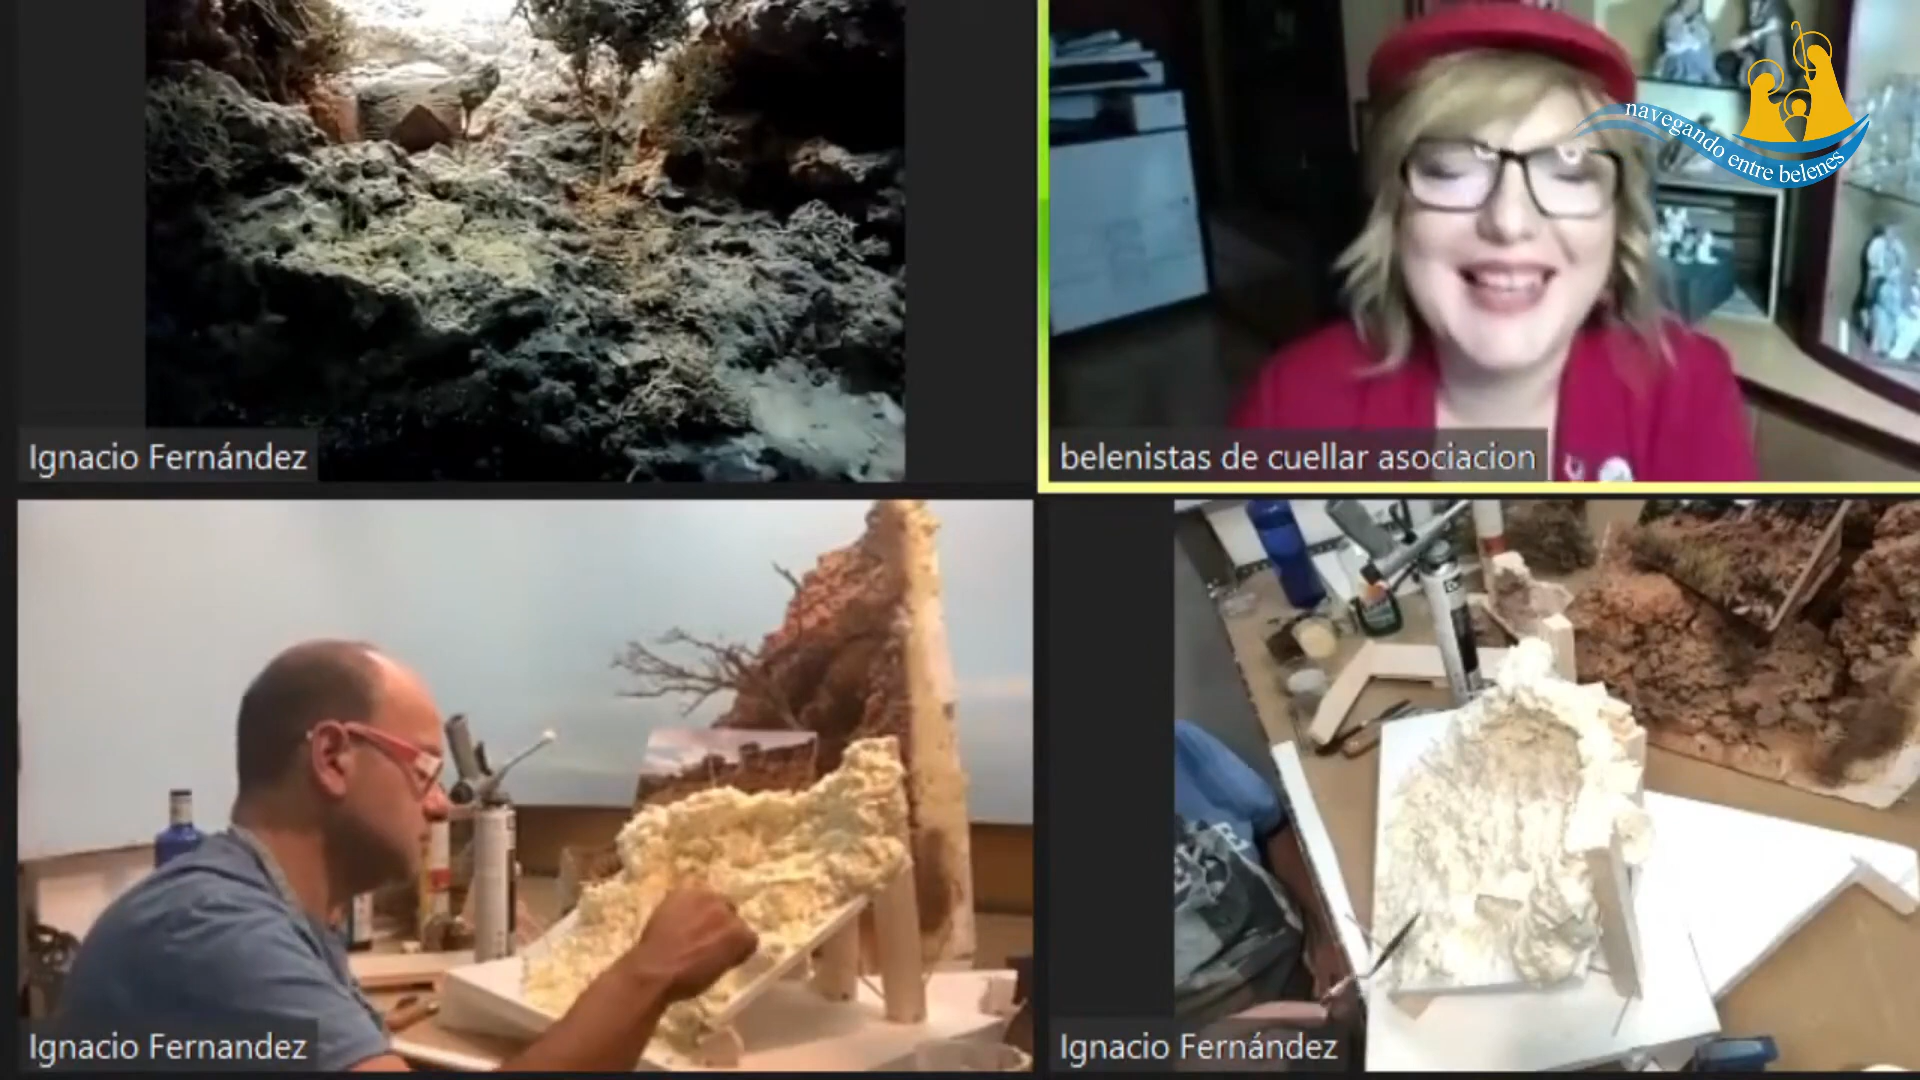 navegando entre belenes
Ignacio Fernández
belenistas de cuellar asociacion
Ignacio Fernandez
Ignacio Fernández